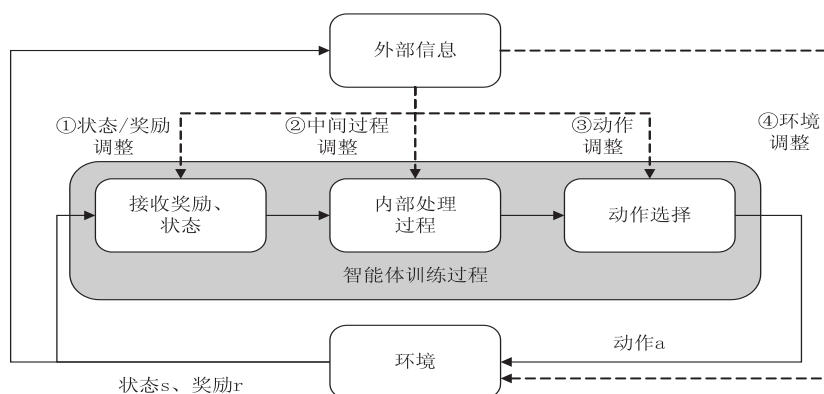 外部信息
①状态/奖励
调整
②中间过程
调整
③动作
调整
④环境
调整
接收奖励、
状态
内部处理
过程
动作选择
智能体训练过程
环境
动作a
状态s、奖励r